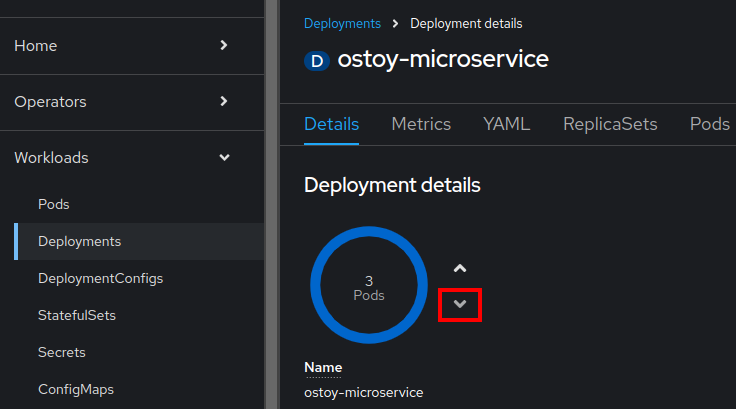 Home
Operators
Workloads
Pods
Deployments
DeploymentConfigs
StatefulSets
Secrets
ConfigMaps
Deployments > Deployment details
D ostoy-microservice
Details Metrics YAML ReplicaSets Pods
Deployment details
3
Pods
Name
ostoy-microservice